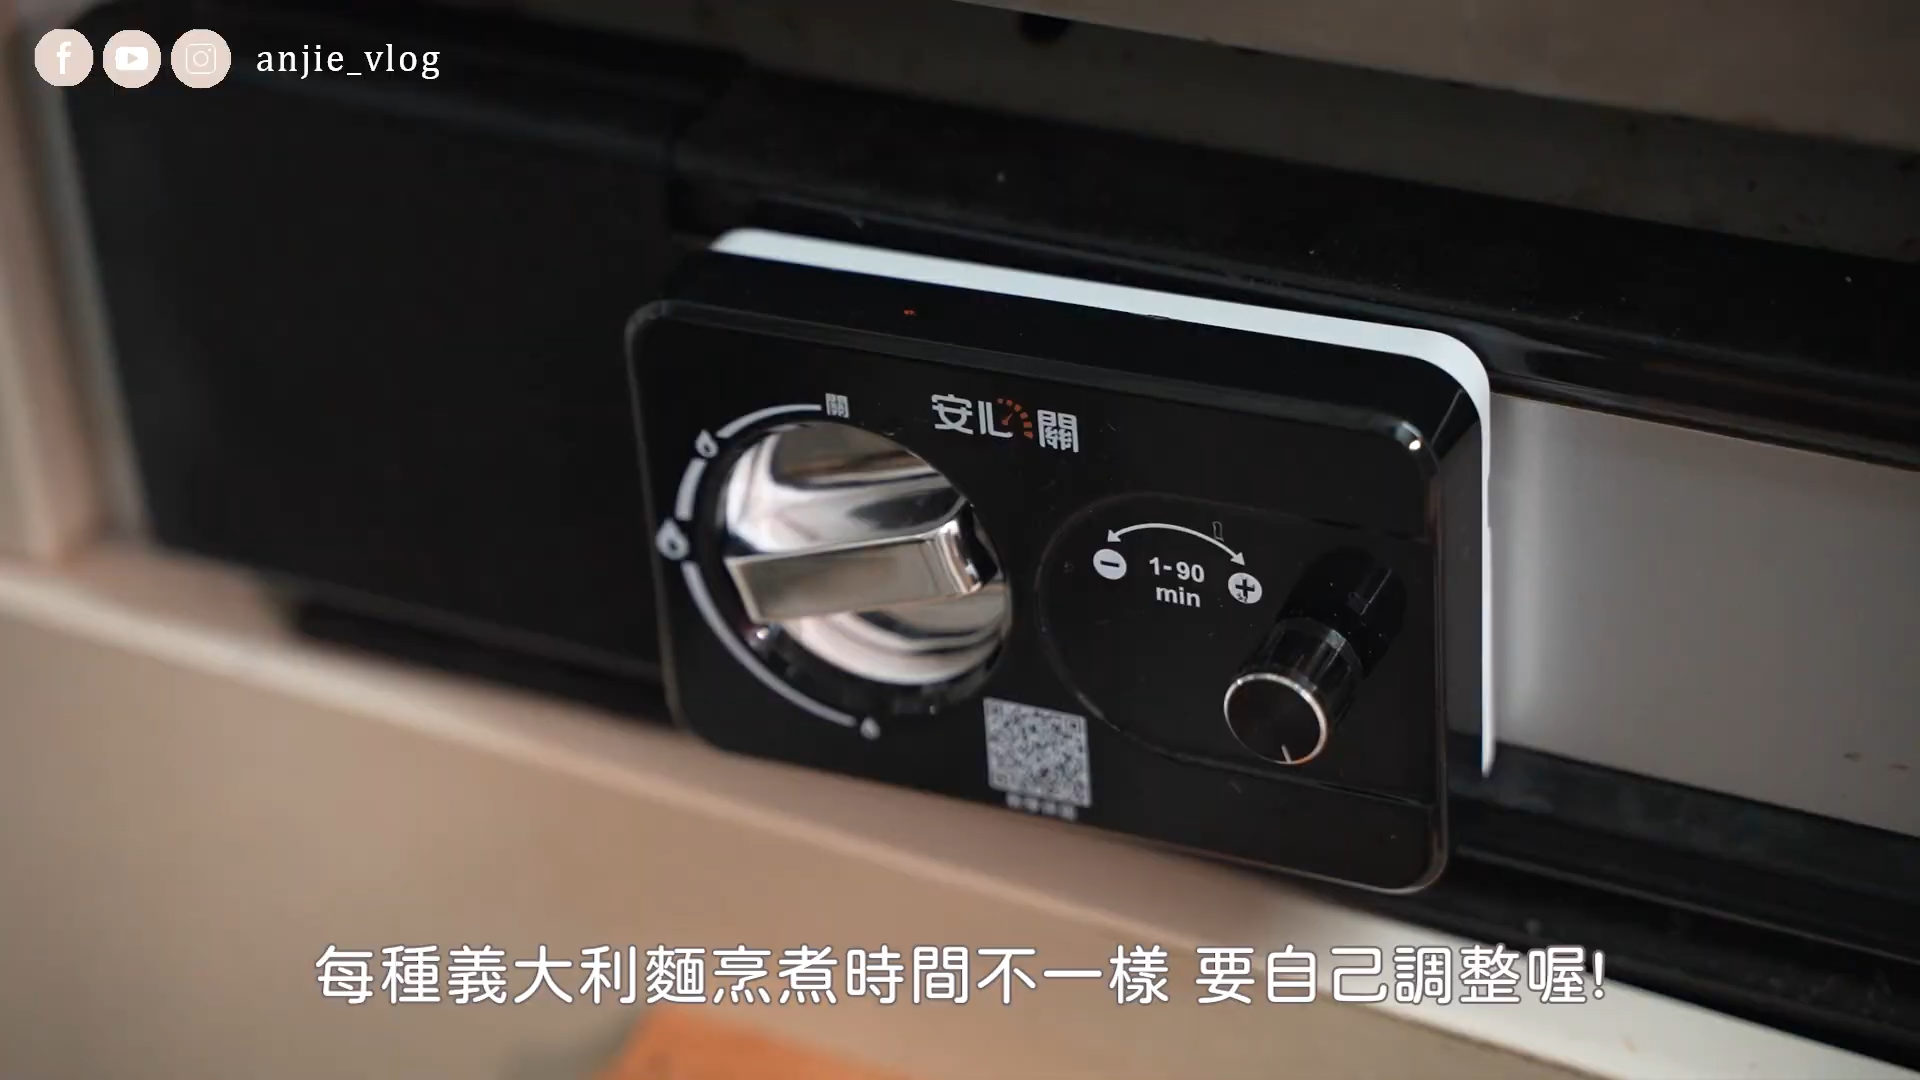 anjie_vlog
關
安心關
1-90
min
每種義大利麵烹煮時間不一樣 要自己調整喔!